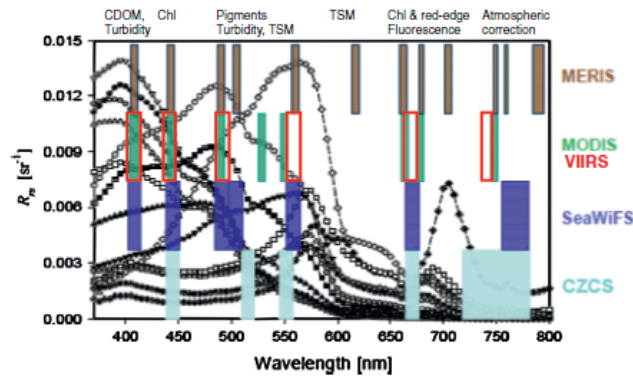 CDOM, Chl Pigments TSM Chl & red-edge Atmospheric
Turbidity Turbidity, TSM Fluorescence correction
0.015
MERIS
0.012
MODIS
0.009
VIIRS
Rrs [sr-1]
0.006
SeaWiFS
0.003
CZCS
0.000
400 450 500 550 600 650 700 750 800
Wavelength [nm]